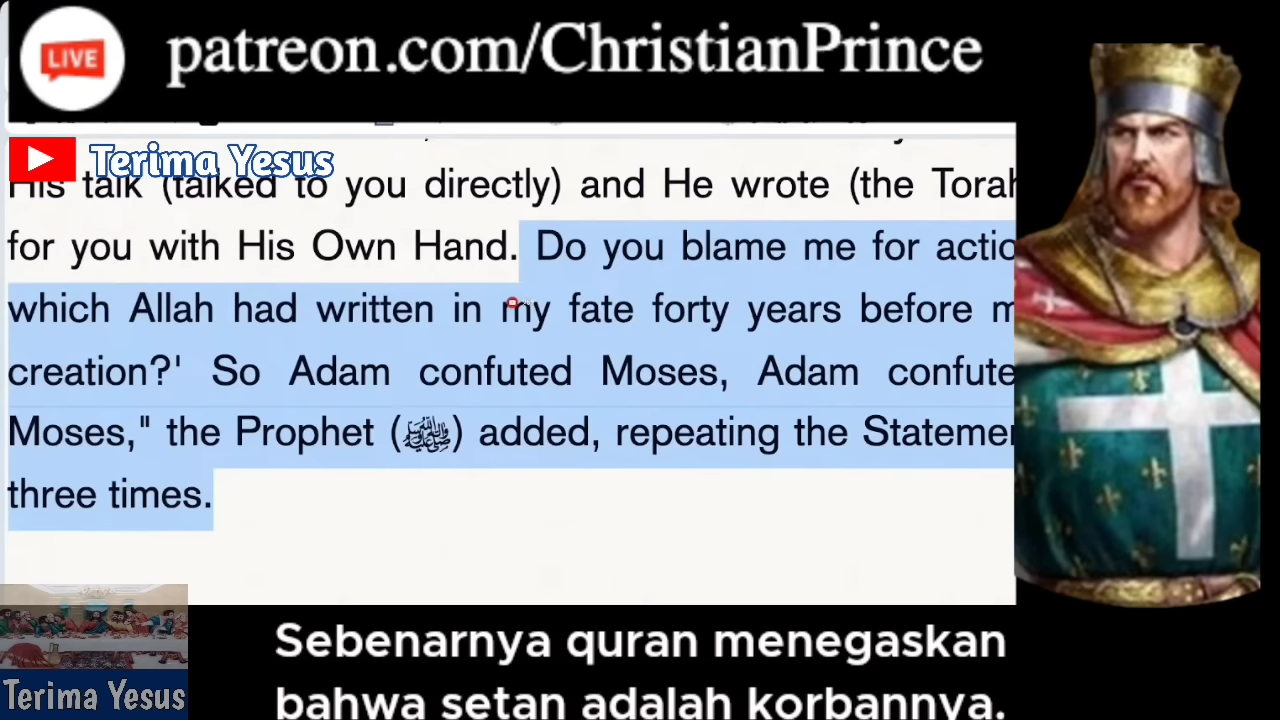 LIVE
patreon.com/ChristianPrince
Terima Yesus
His talk (talked to you directly) and He wrote (the Torah
for you with His Own Hand. Do you blame me for actio
which Allah had written in my fate forty years before m
creation?' So Adam confuted Moses, Adam confute
Moses," the Prophet (ﷺ) added, repeating the Statemen
three times.
Terima Yesus
Sebenarnya quran menegaskan
bahwa setan adalah korbannya.